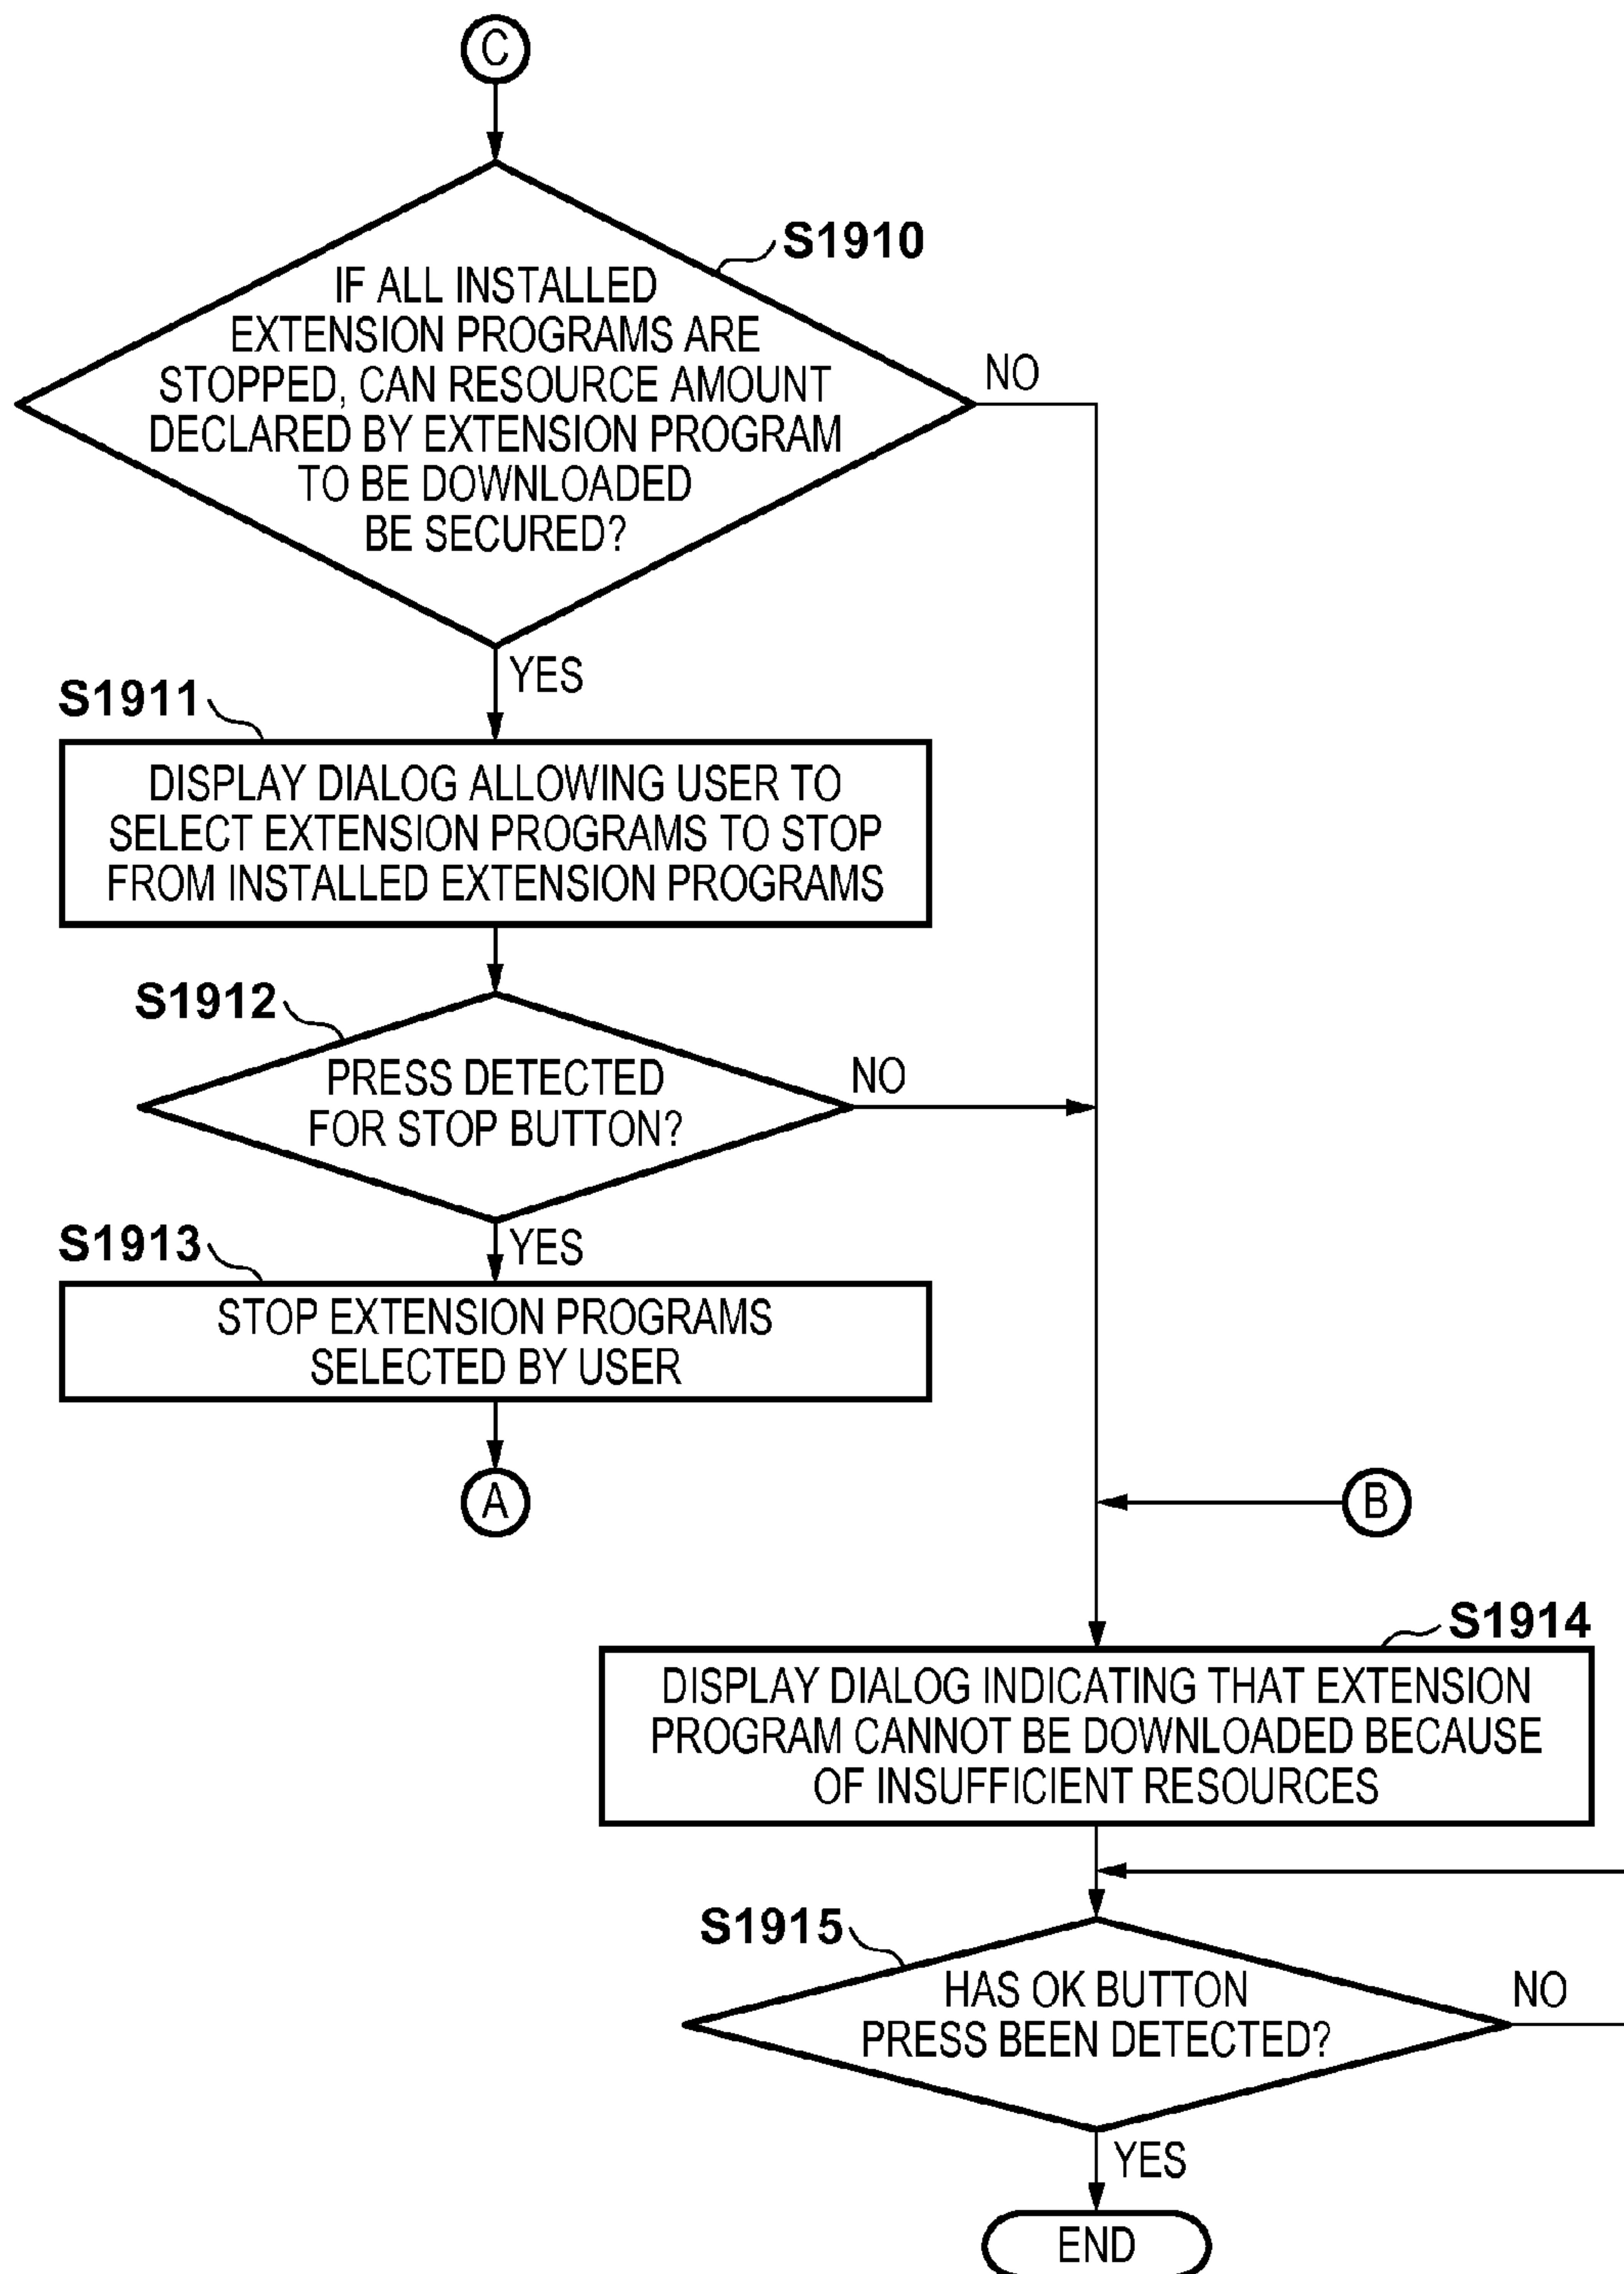 C
S1910
IF ALL INSTALLED
EXTENSION PROGRAMS ARE
STOPPED, CAN RESOURCE AMOUNT
DECLARED BY EXTENSION PROGRAM
TO BE DOWNLOADED
BE SECURED?
NO
YES
S1911
DISPLAY DIALOG ALLOWING USER TO
SELECT EXTENSION PROGRAMS TO STOP
FROM INSTALLED EXTENSION PROGRAMS
S1912
PRESS DETECTED
FOR STOP BUTTON?
NO
YES
S1913
STOP EXTENSION PROGRAMS
SELECTED BY USER
A
B
S1914
DISPLAY DIALOG INDICATING THAT EXTENSION
PROGRAM CANNOT BE DOWNLOADED BECAUSE
OF INSUFFICIENT RESOURCES
S1915
HAS OK BUTTON
PRESS BEEN DETECTED?
NO
YES
END